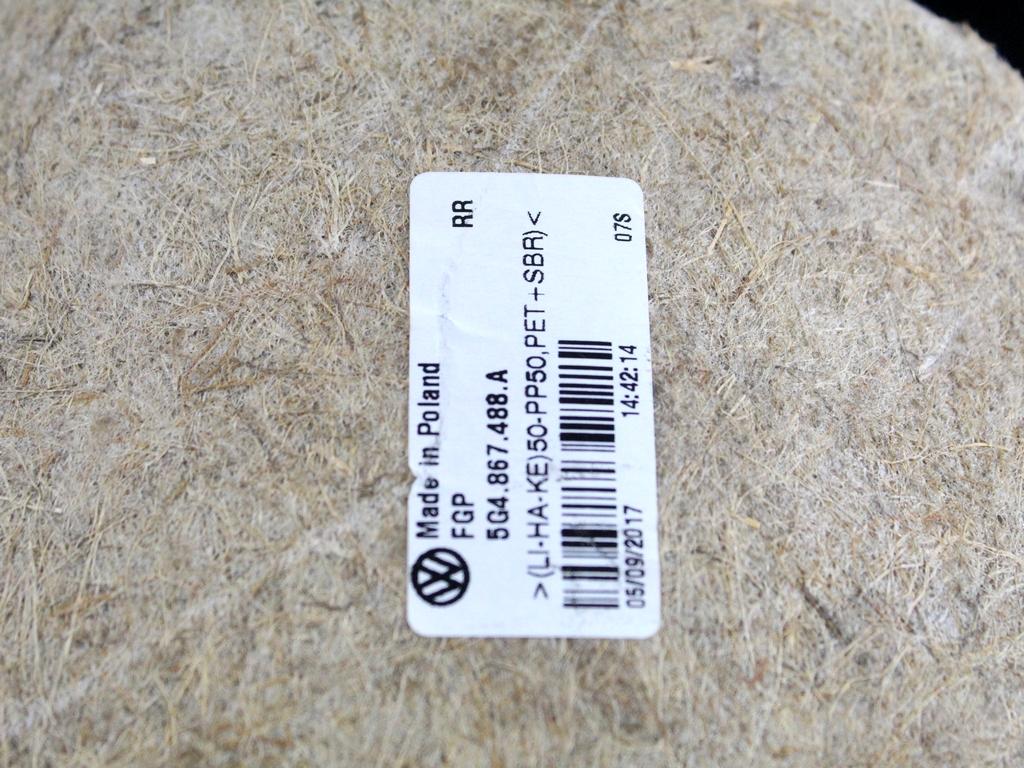 Made in Poland
FGP
RR
5G4.867.488.A
>(LI-HA-KE)50-PP50,PET+SBR)<
05/09/2017 14:42:14 07S